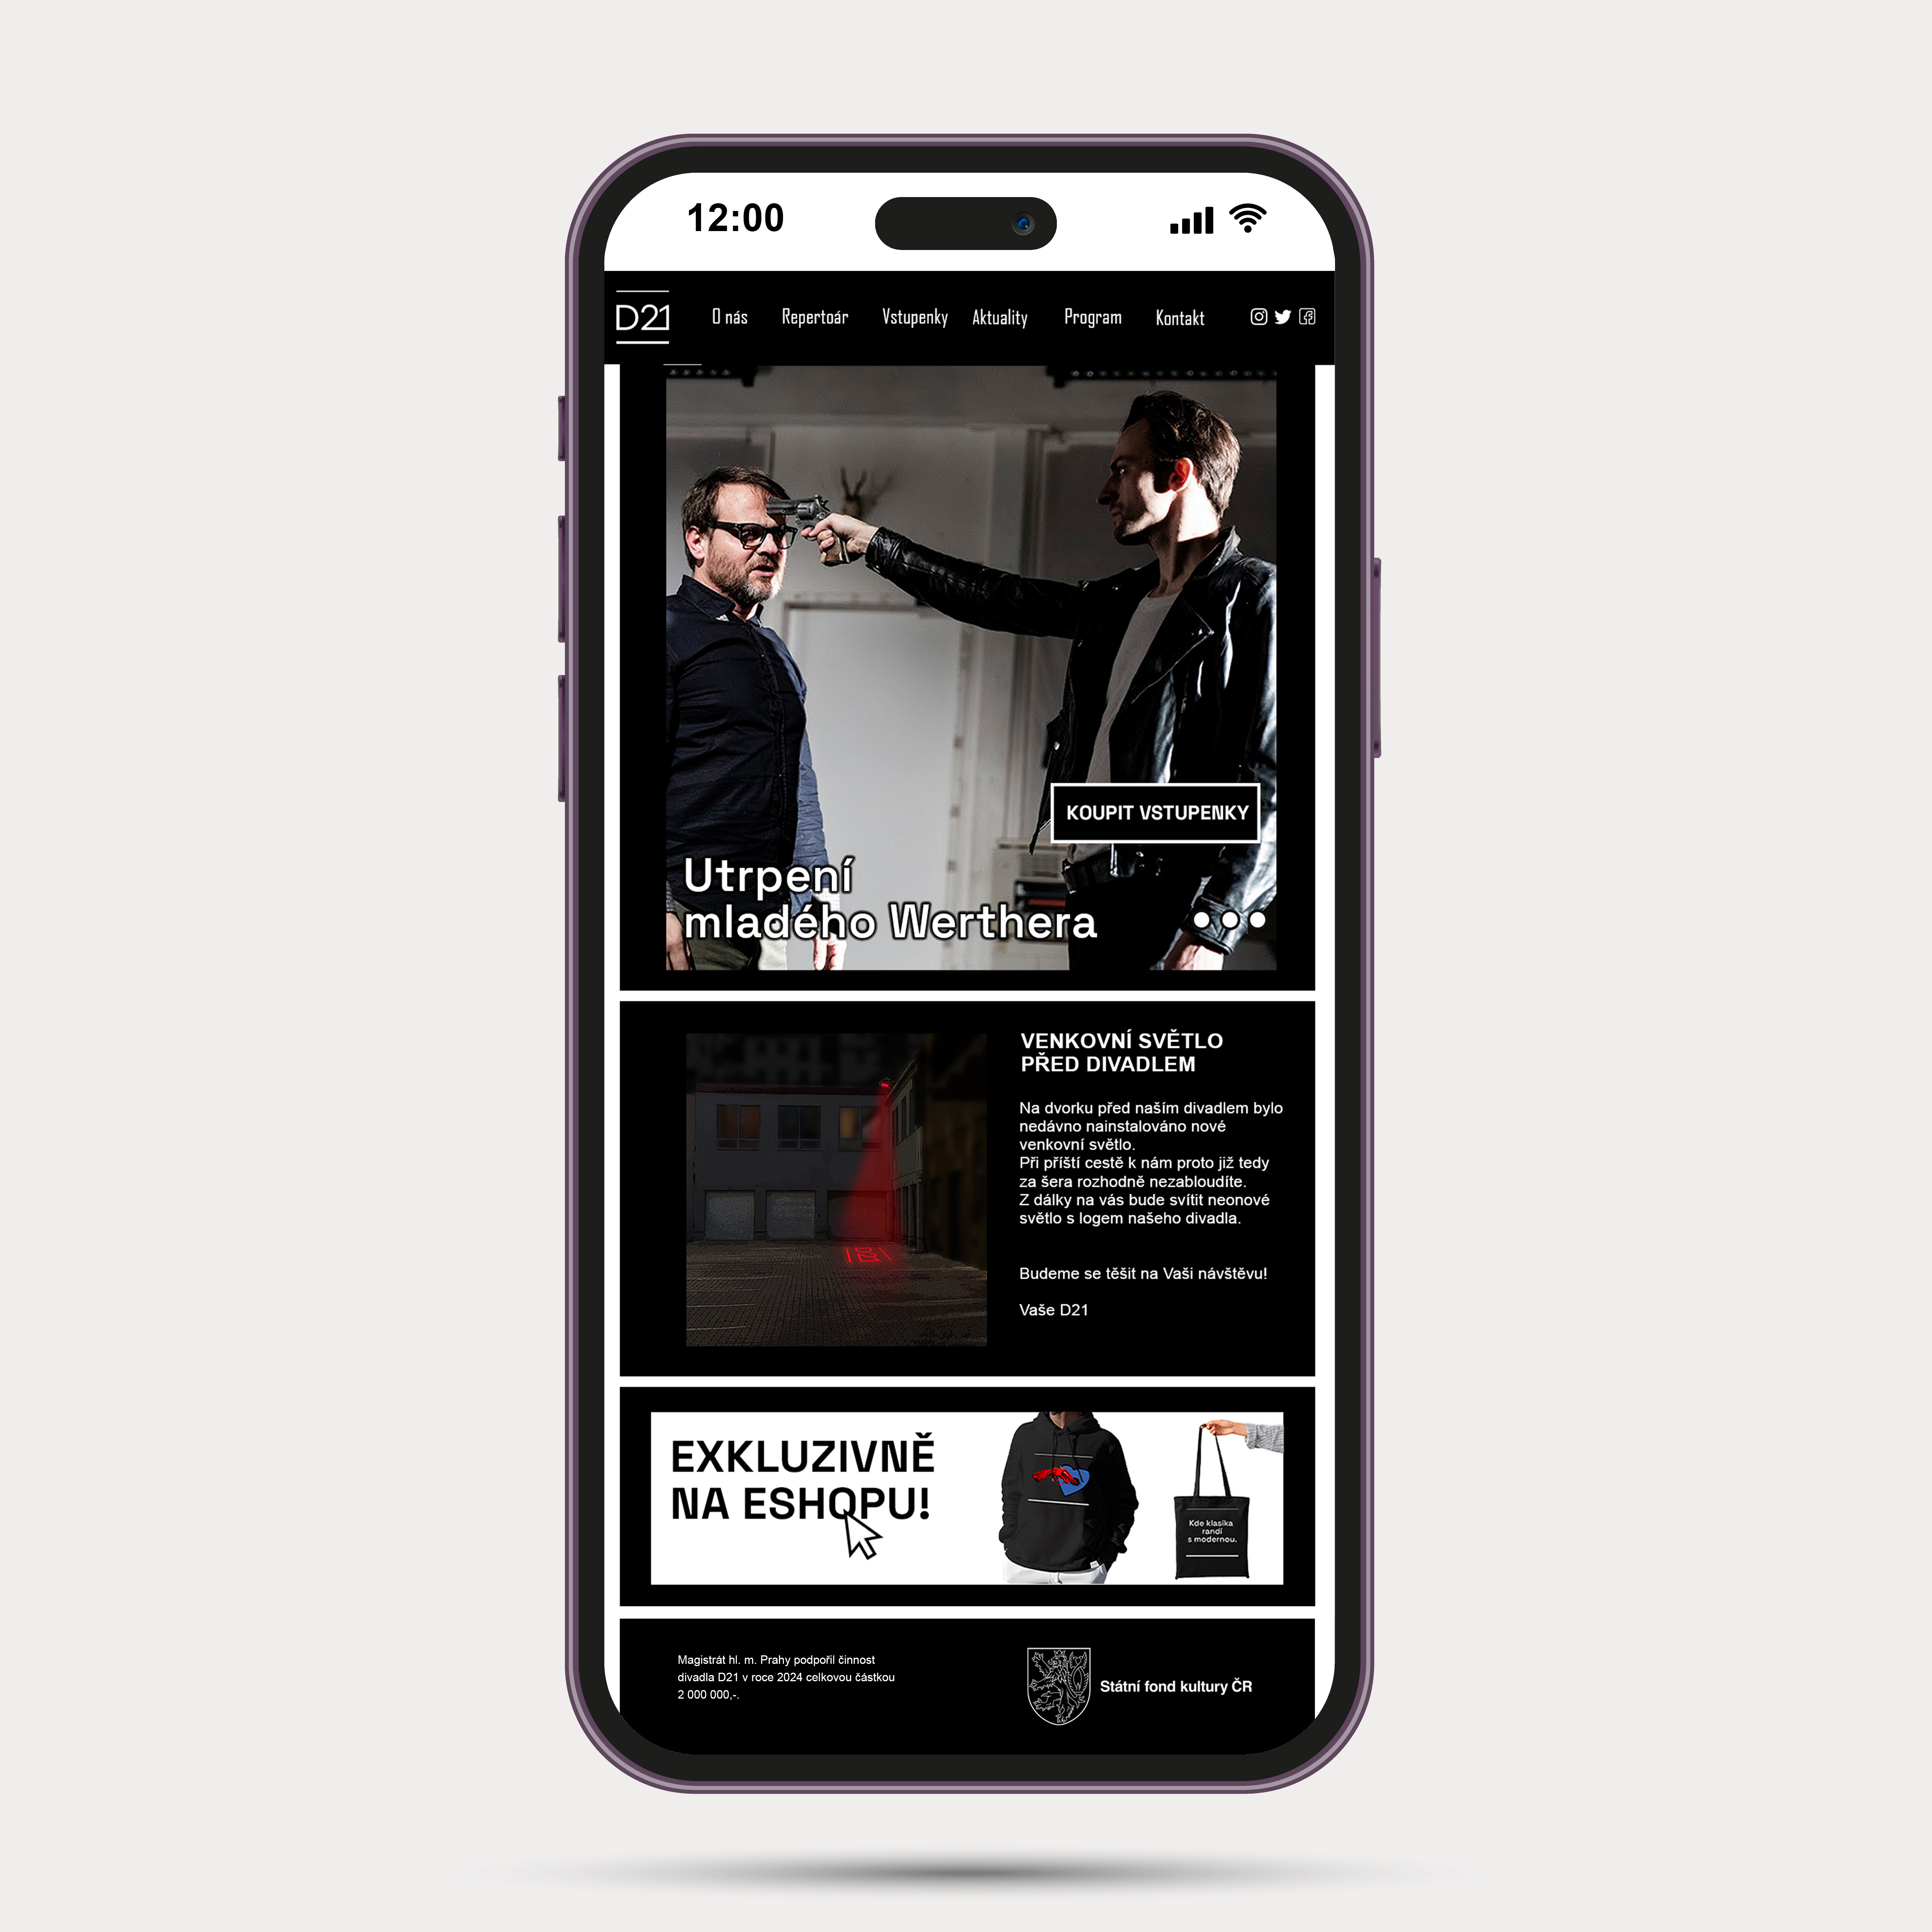 12:00
D21
O nás Repertoár Vstupenky Aktuality Program Kontakt
KOUPIT VSTUPENKY
Utrpení
mladého Werthera
VENKOVNÍ SVĚTLO
PŘED DIVADLEM
Na dvorku před naším divadlem bylo
nedávno nainstalováno nové
venkovní světlo.
Při příští cestě k nám proto již tedy
za šera rozhodně nezabloudíte.
Z dálky na vás bude svítit neonové
světlo s logem našeho divadla.
Budeme se těšit na Vaši návštěvu!
Vaše D21
D21
EXKLUZIVNĚ
NA ESHOPU!
Kde klasika
randí
s modernou.
Magistrát hl. m. Prahy podpořil činnost
divadla D21 v roce 2024 celkovou částkou
2 000 000,-.
Státní fond kultury ČR